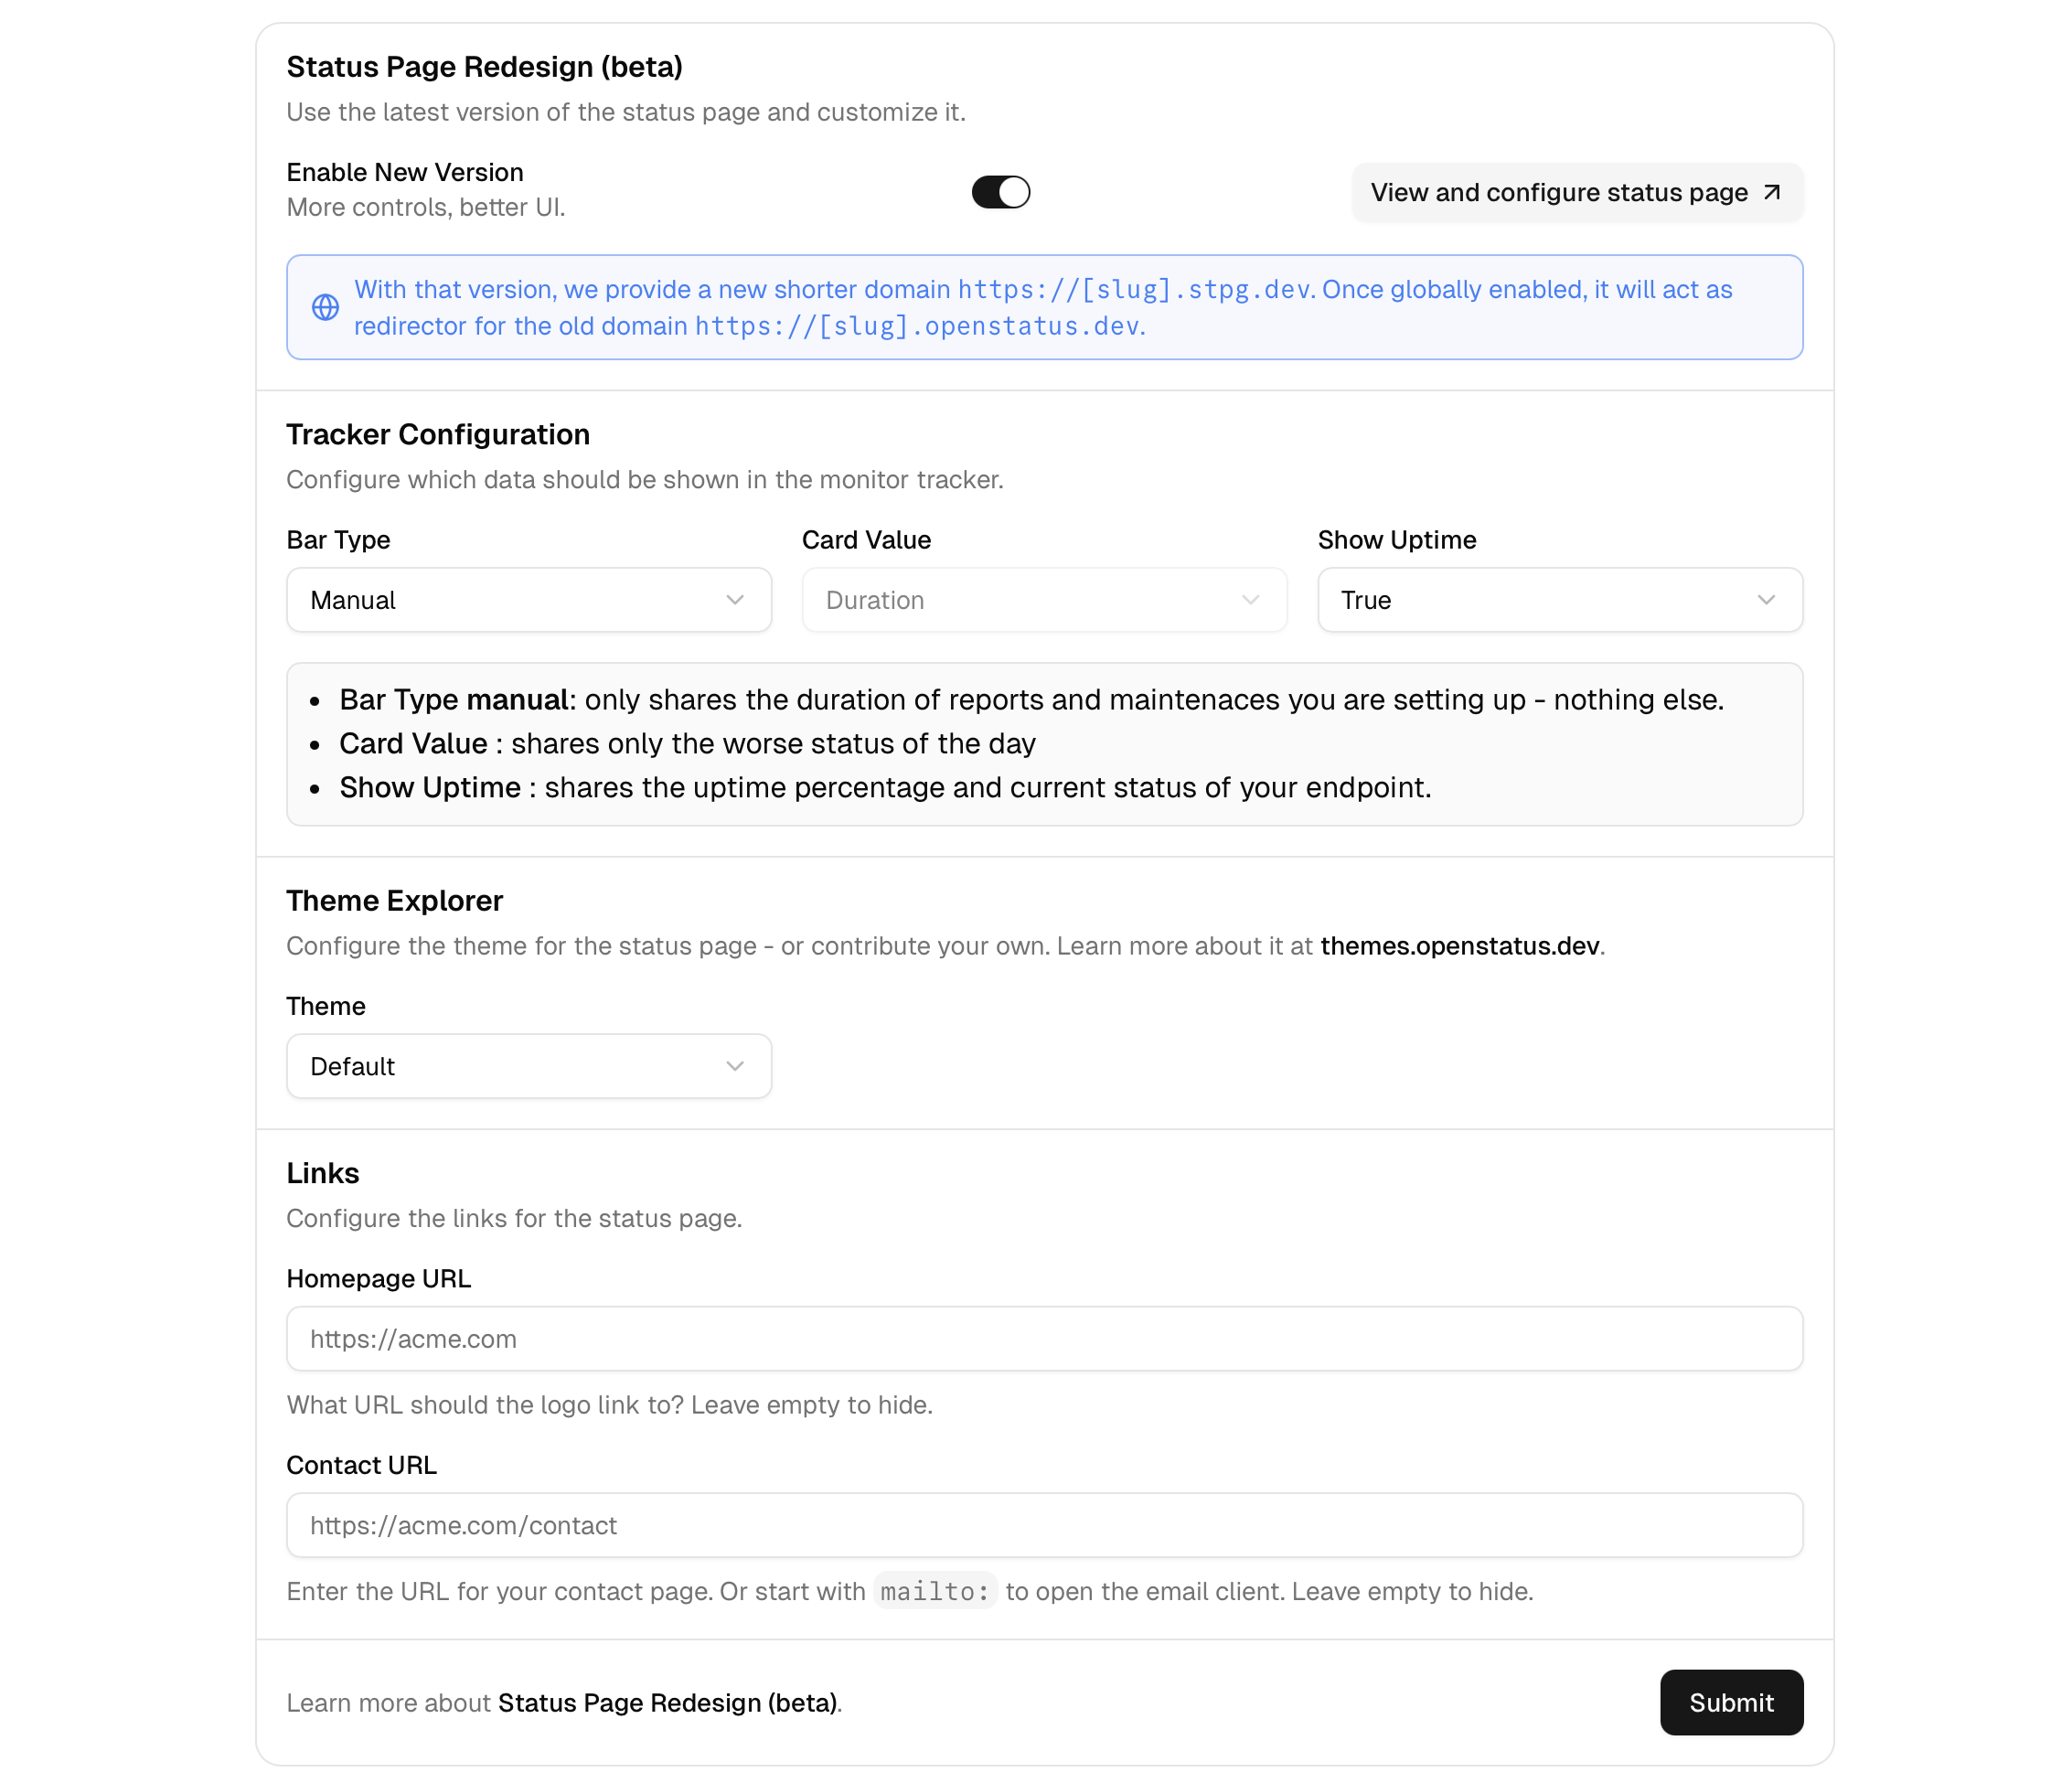 Status Page Redesign (beta)
Use the latest version of the status page and customize it.
Enable New Version
More controls, better UI.
View and configure status page
With that version, we provide a new shorter domain https://[slug].stpg.dev. Once globally enabled, it will act as
redirector for the old domain https://[slug].openstatus.dev.
Tracker Configuration
Configure which data should be shown in the monitor tracker.
Bar Type
Card Value
Show Uptime
Manual
Duration
True
• Bar Type manual: only shares the duration of reports and maintenaces you are setting up - nothing else.
• Card Value : shares only the worse status of the day
• Show Uptime : shares the uptime percentage and current status of your endpoint.
Theme Explorer
Configure the theme for the status page - or contribute your own. Learn more about it at themes.openstatus.dev.
Theme
Default
Links
Configure the links for the status page.
Homepage URL
https://acme.com
What URL should the logo link to? Leave empty to hide.
Contact URL
https://acme.com/contact
Enter the URL for your contact page. Or start with mailto: to open the email client. Leave empty to hide.
Learn more about Status Page Redesign (beta).
Submit